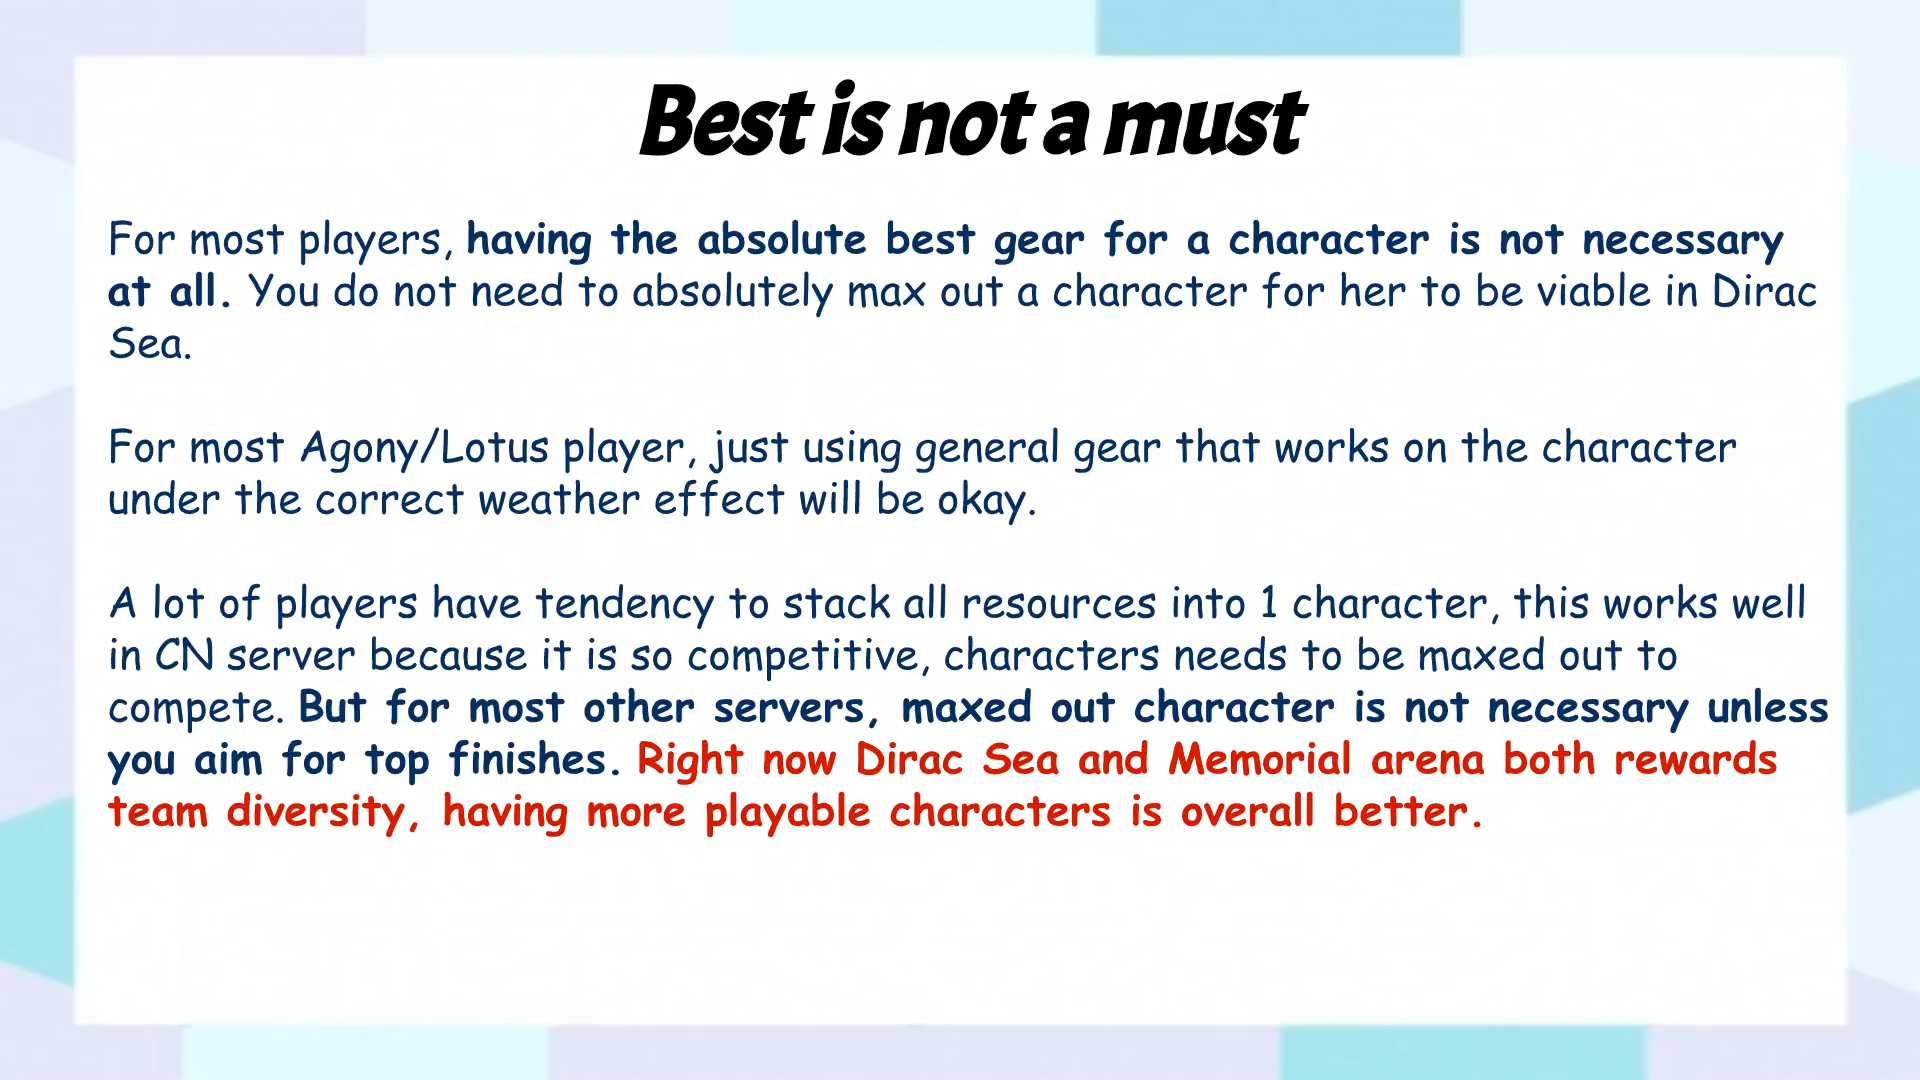 Best is not a must
For most players, having the absolute best gear for a character is not necessary
at all. You do not need to absolutely max out a character for her to be viable in Dirac
Sea.
For most Agony/Lotus player, just using general gear that works on the character
under the correct weather effect will be okay.
A lot of players have tendency to stack all resources into 1 character, this works well
in CN server because it is so competitive, characters needs to be maxed out to
compete. But for most other servers, maxed out character is not necessary unless
you aim for top finishes. Right now Dirac Sea and Memorial arena both rewards
team diversity, having more playable characters is overall better.